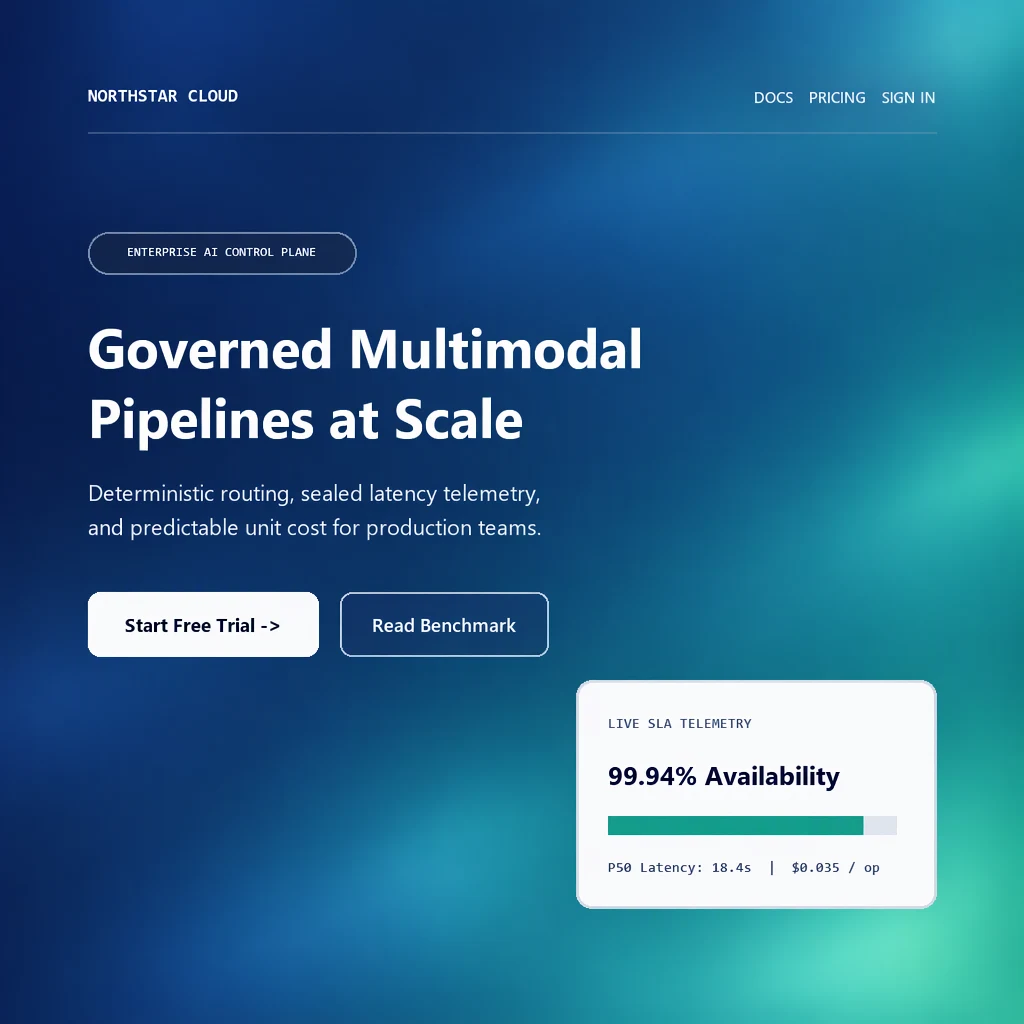 NORTHSTAR CLOUD
DOCS PRICING SIGN IN
ENTERPRISE AI CONTROL PLANE
Governed Multimodal
Pipelines at Scale
Deterministic routing, sealed latency telemetry,
and predictable unit cost for production teams.
Start Free Trial ->
Read Benchmark
LIVE SLA TELEMETRY
99.94% Availability
P50 Latency: 18.4s | $0.035 / op